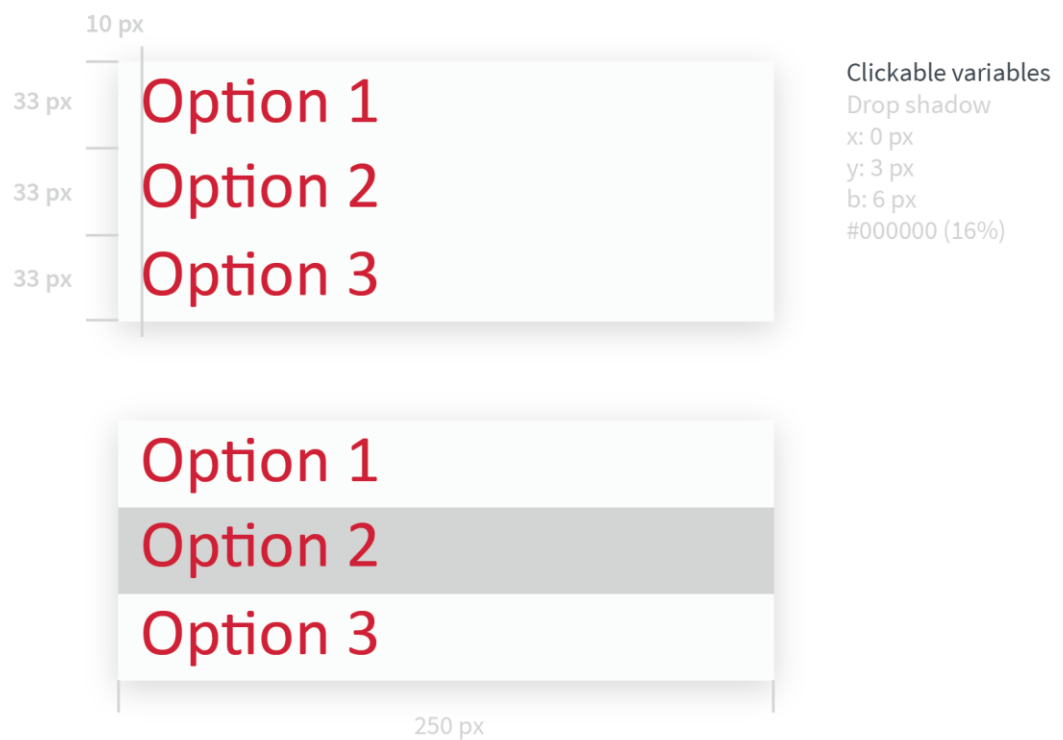 10 px
33 px
Option 1
33 px
Option 2
33 px
Option 3
Clickable variables
Drop shadow
x: 0 px
y: 3 px
b: 6 px
#000000 (16%)
Option 1
Option 2
Option 3
250 px